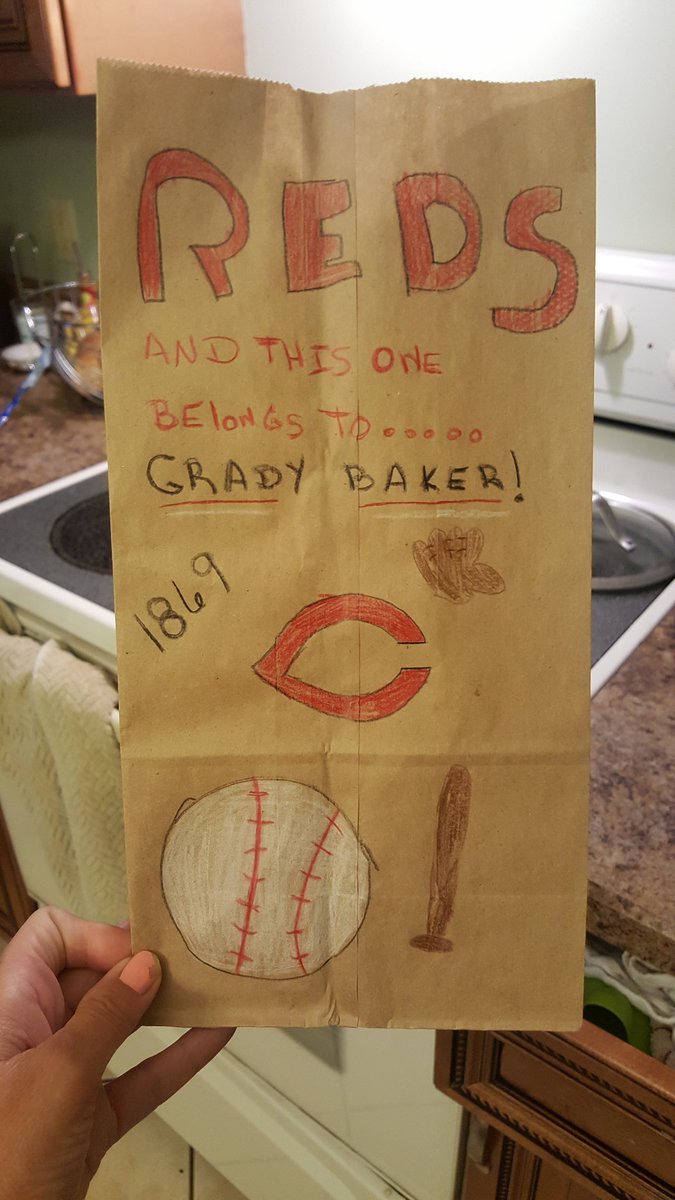 REDS
AND THIS ONE
BElONGS TO.....
GRADY BAKER!
1869
C